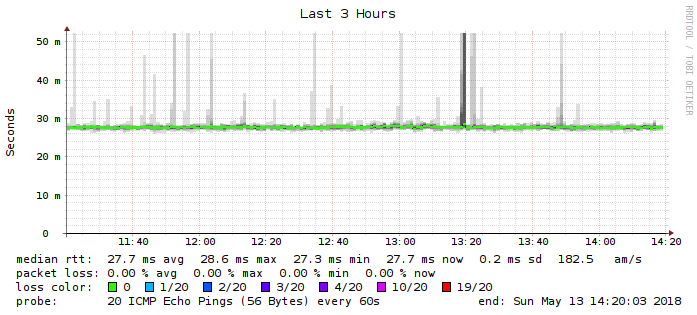 Last 3 Hours
RRDTOOL / TOBI OETIKER
Seconds
50 m
40 m
30 m
20 m
10 m
0
11:40 12:00 12:20 12:40 13:00 13:20 13:40 14:00 14:20
median rtt: 27.7 ms avg 28.6 ms max 27.3 ms min 27.7 ms now 0.2 ms sd 182.5 am/s
packet loss: 0.00 % avg 0.00 % max 0.00 % min 0.00 % now
loss color: 0 1/20 2/20 3/20 4/20 10/20 19/20
probe: 20 ICMP Echo Pings (56 Bytes) every 60s end: Sun May 13 14:20:03 2018